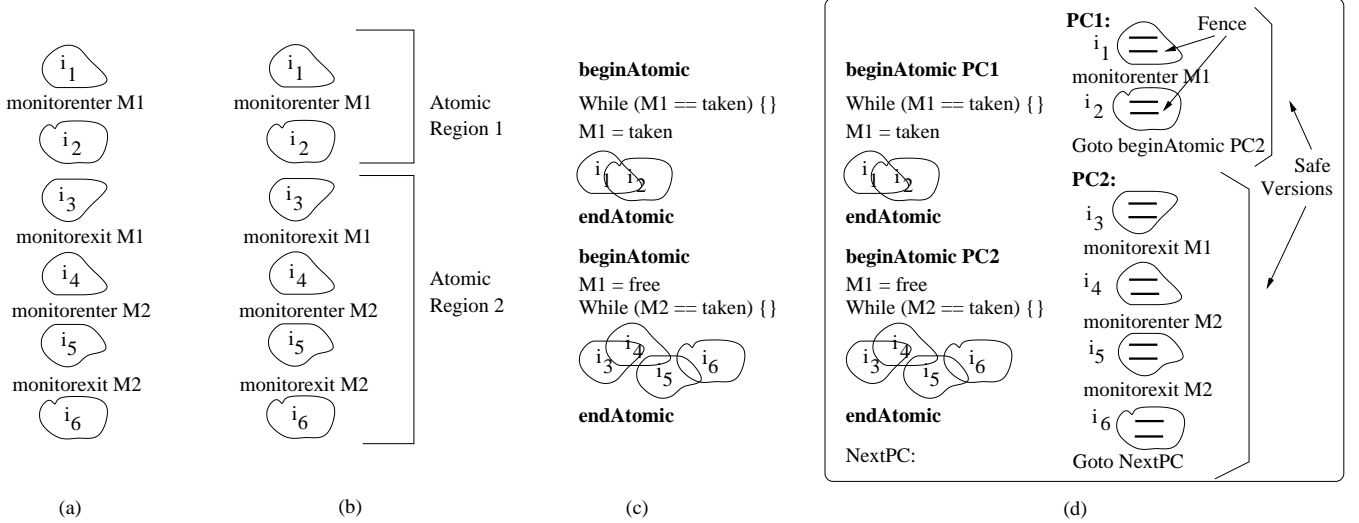 i1
monitorenter M1
i2
i3
monitorexit M1
i4
monitorenter M2
i5
monitorexit M2
i6
(a)
i1
monitorenter M1
i2
i3
monitorexit M1
i4
monitorenter M2
i5
monitorexit M2
i6
Atomic
Region 1
Atomic
Region 2
(b)
beginAtomic
While (M1 == taken) {}
M1 = taken
i1 i2
endAtomic
beginAtomic
M1 = free
While (M2 == taken) {}
i3 i4 i5 i6
endAtomic
(c)
beginAtomic PC1
While (M1 == taken) {}
M1 = taken
i1 i2
endAtomic
beginAtomic PC2
M1 = free
While (M2 == taken) {}
i3 i4 i5 i6
endAtomic
NextPC:
PC1:
Fence
i1
monitorenter M1
i2
Goto beginAtomic PC2
PC2:
i3
monitorexit M1
i4
monitorenter M2
i5
monitorexit M2
i6
Goto NextPC
Safe
Versions
(d)